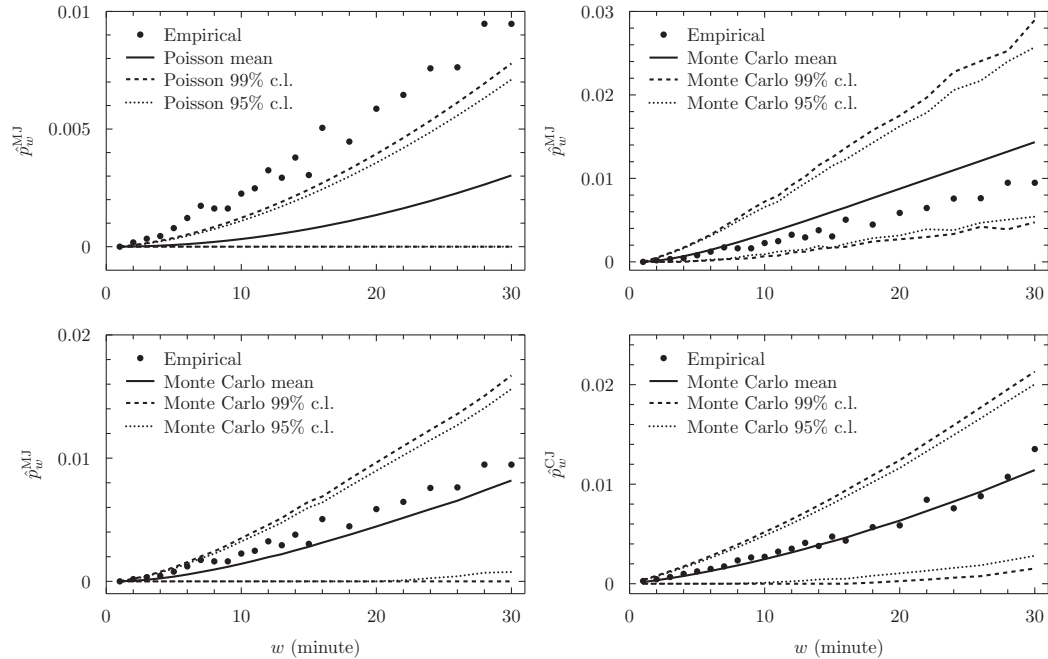 0.01
0.005
0
p̂_w^MJ
Empirical
Poisson mean
Poisson 99% c.l.
Poisson 95% c.l.
0 10 20 30
0.03
0.02
0.01
0
p̂_w^MJ
Empirical
Monte Carlo mean
Monte Carlo 99% c.l.
Monte Carlo 95% c.l.
0 10 20 30
0.02
0.01
0
p̂_w^MJ
Empirical
Monte Carlo mean
Monte Carlo 99% c.l.
Monte Carlo 95% c.l.
0 10 20 30
w (minute)
0.02
0.01
0
p̂_w^CJ
Empirical
Monte Carlo mean
Monte Carlo 99% c.l.
Monte Carlo 95% c.l.
0 10 20 30
w (minute)